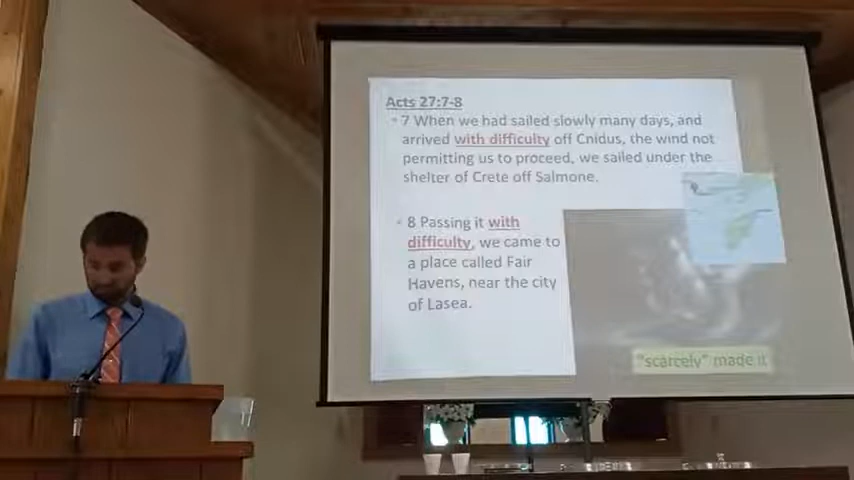 Acts 27:7-8
• 7 When we had sailed slowly many days, and
arrived with difficulty off Cnidus, the wind not
permitting us to proceed, we sailed under the
shelter of Crete off Salmone.
• 8 Passing it with
difficulty, we came to
a place called Fair
Havens, near the city
of Lasea.
"scarcely" made it